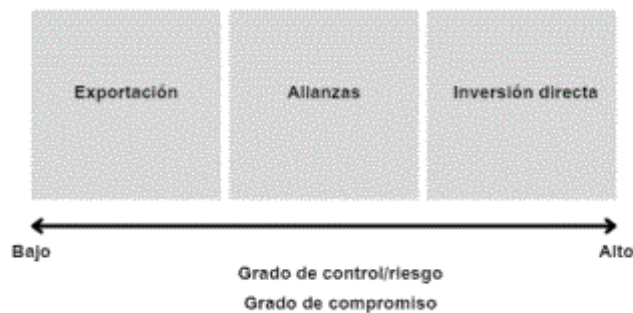 Exportación
Alianzas
Inversión directa
Bajo
Alto
Grado de control/riesgo
Grado de compromiso